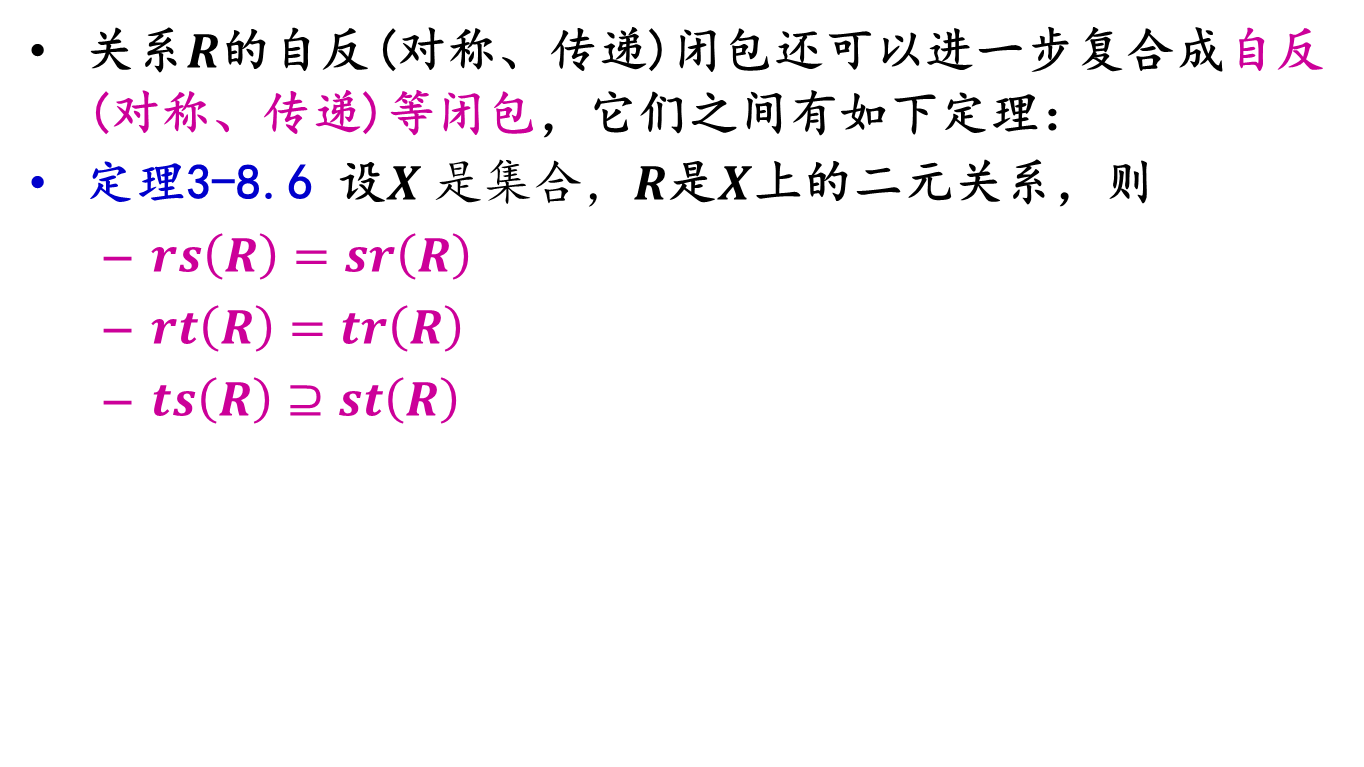 • 关系R的自反(对称、传递)闭包还可以进一步复合成自反
(对称、传递)等闭包，它们之间有如下定理：
• 定理3-8.6 设X 是集合，R是X上的二元关系，则
– rs(R) = sr(R)
– rt(R) = tr(R)
– ts(R) ⊇ st(R)